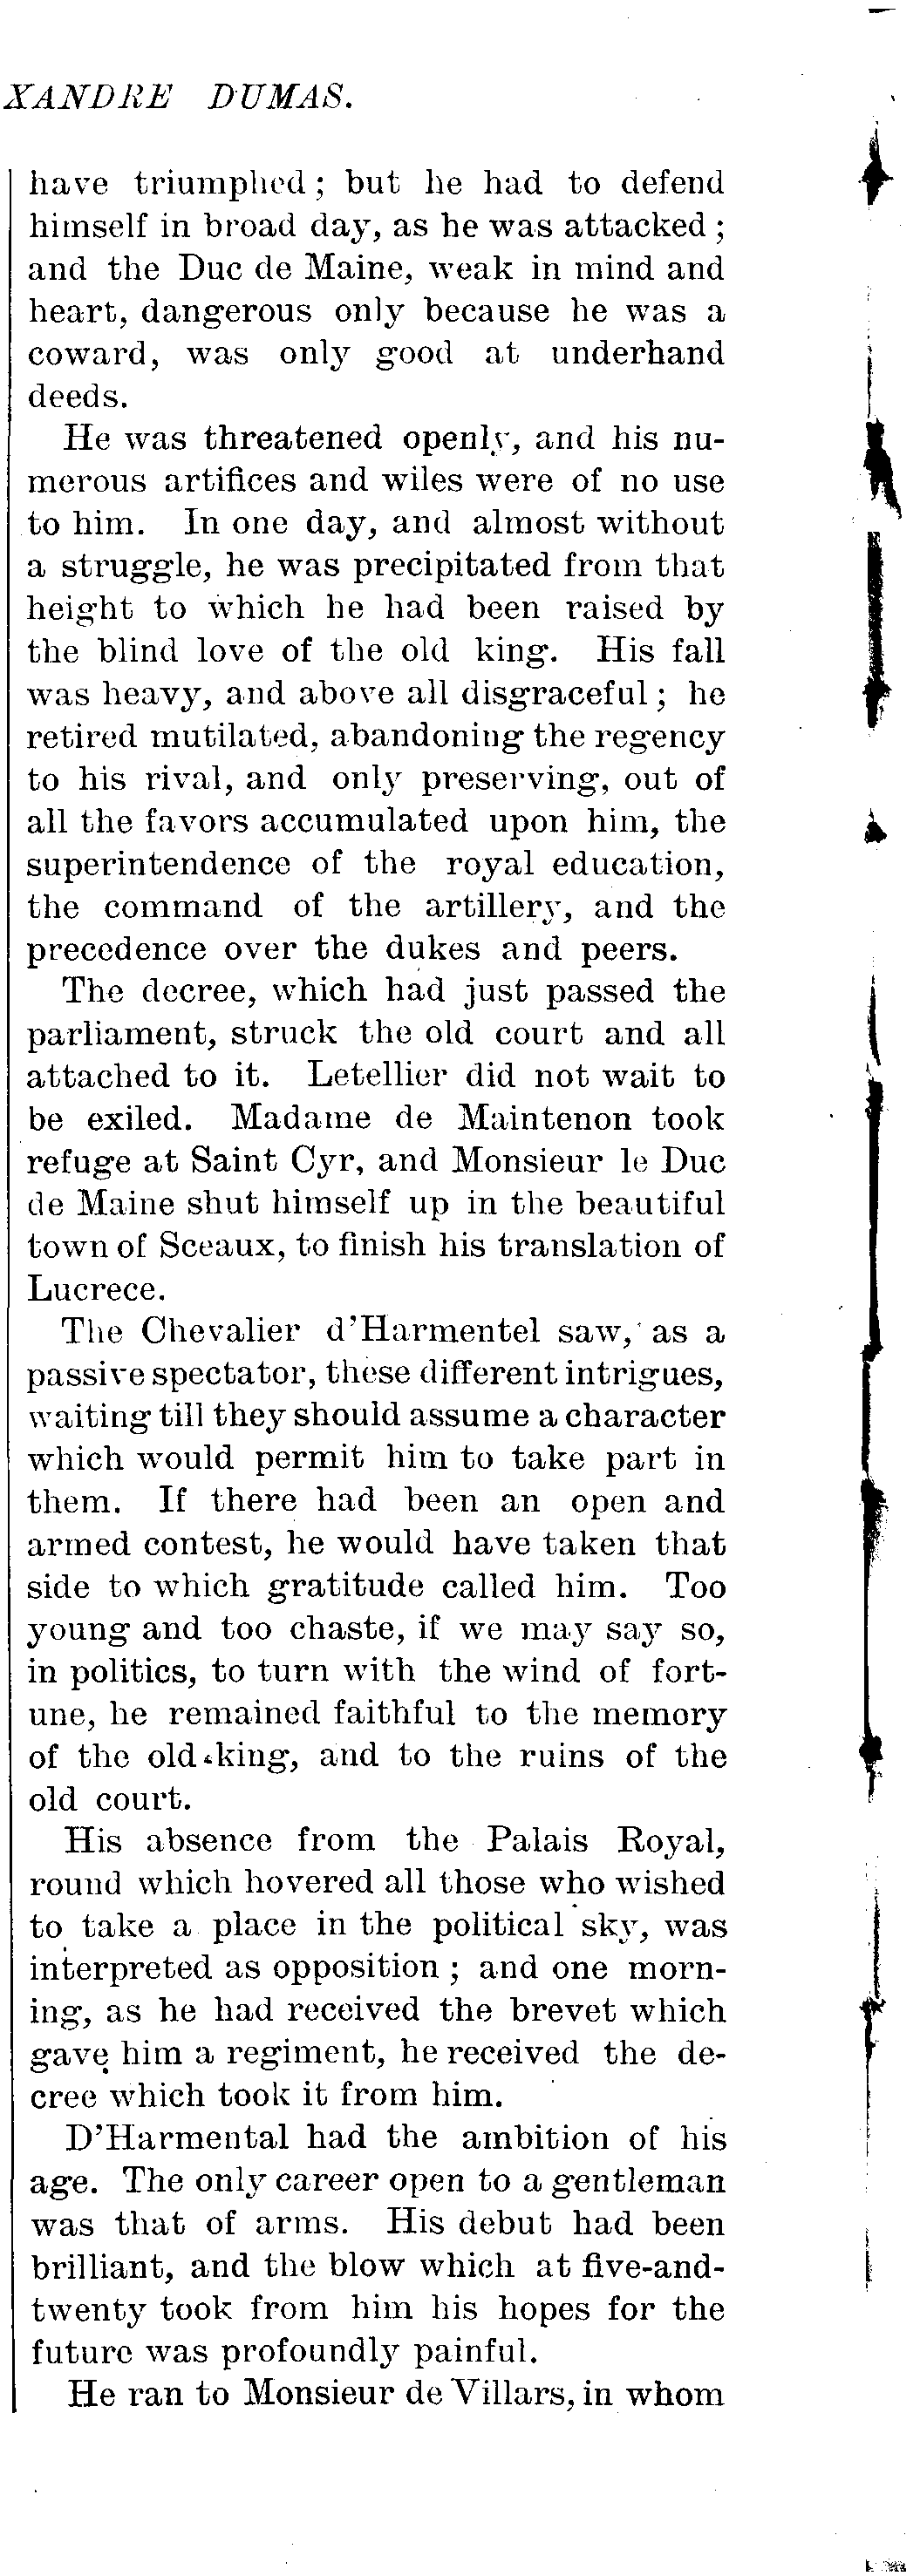 XANDRE DUMAS.
have triumphed; but he had to defend
himself in broad day, as he was attacked;
and the Duc de Maine, weak in mind and
heart, dangerous only because he was a
coward, was only good at underhand
deeds.
He was threatened openly, and his nu-
merous artifices and wiles were of no use
to him. In one day, and almost without
a struggle, he was precipitated from that
height to which he had been raised by
the blind love of the old king. His fall
was heavy, and above all disgraceful; he
retired mutilated, abandoning the regency
to his rival, and only preserving, out of
all the favors accumulated upon him, the
superintendence of the royal education,
the command of the artillery, and the
precedence over the dukes and peers.
The decree, which had just passed the
parliament, struck the old court and all
attached to it. Letellier did not wait to
be exiled. Madame de Maintenon took
refuge at Saint Cyr, and Monsieur le Duc
de Maine shut himself up in the beautiful
town of Sceaux, to finish his translation of
Lucrece.
The Chevalier d'Harmentel saw, as a
passive spectator, these different intrigues,
waiting till they should assume a character
which would permit him to take part in
them. If there had been an open and
armed contest, he would have taken that
side to which gratitude called him. Too
young and too chaste, if we may say so,
in politics, to turn with the wind of fort-
une, he remained faithful to the memory
of the old king, and to the ruins of the
old court.
His absence from the Palais Royal,
round which hovered all those who wished
to take a place in the political sky, was
interpreted as opposition; and one morn-
ing, as he had received the brevet which
gave him a regiment, he received the de-
cree which took it from him.
D'Harmental had the ambition of his
age. The only career open to a gentleman
was that of arms. His debut had been
brilliant, and the blow which at five-and-
twenty took from him his hopes for the
future was profoundly painful.
He ran to Monsieur de Villars, in whom